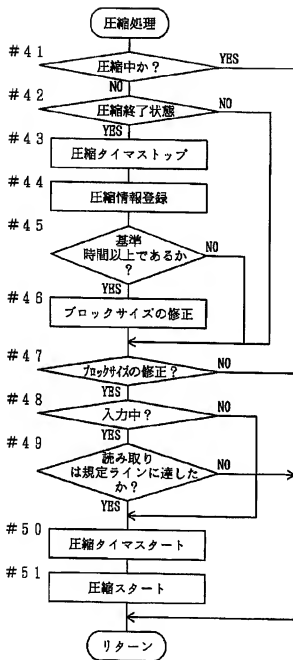 圧縮処理
#41
圧縮中か?
YES
NO
#42
圧縮終了状態
NO
YES
#43
圧縮タイマストップ
#44
圧縮情報登録
#45
基準
時間以上であるか
?
NO
YES
#46
ブロックサイズの修正
#47
ブロックサイズの修正?
NO
YES
#48
入力中?
NO
YES
#49
読み取り
は規定ラインに達した
か?
NO
YES
#50
圧縮タイマスタート
#51
圧縮スタート
リターン